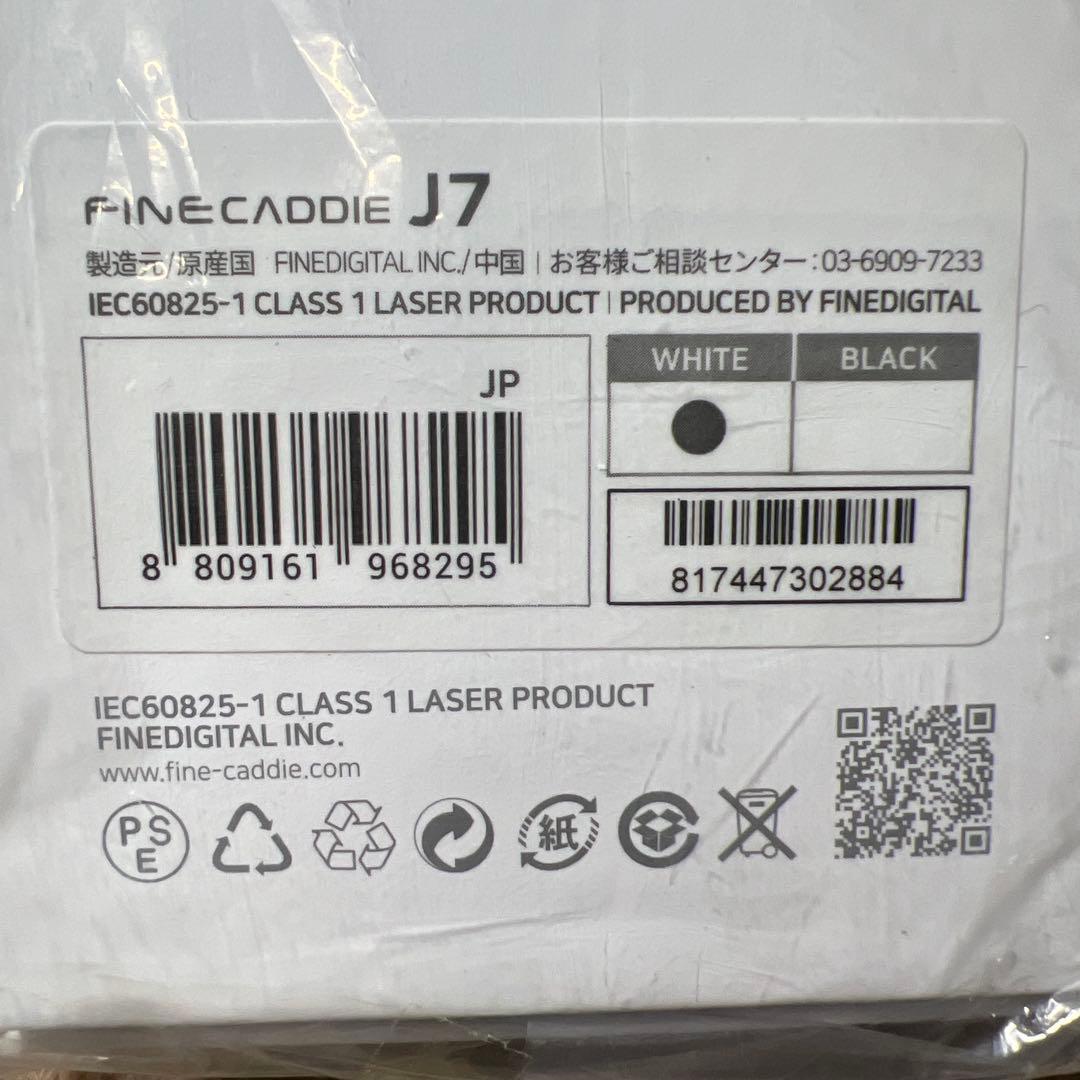 FINECADDIE J7
製造元/原産国 FINEDIGITAL INC./中国 | お客様ご相談センター:03-6909-7233
IEC60825-1 CLASS 1 LASER PRODUCT | PRODUCED BY FINEDIGITAL
JP
8 809161 968295
WHITE BLACK
817447302884
IEC60825-1 CLASS 1 LASER PRODUCT
FINEDIGITAL INC.
www.fine-caddie.com
PSE
紙